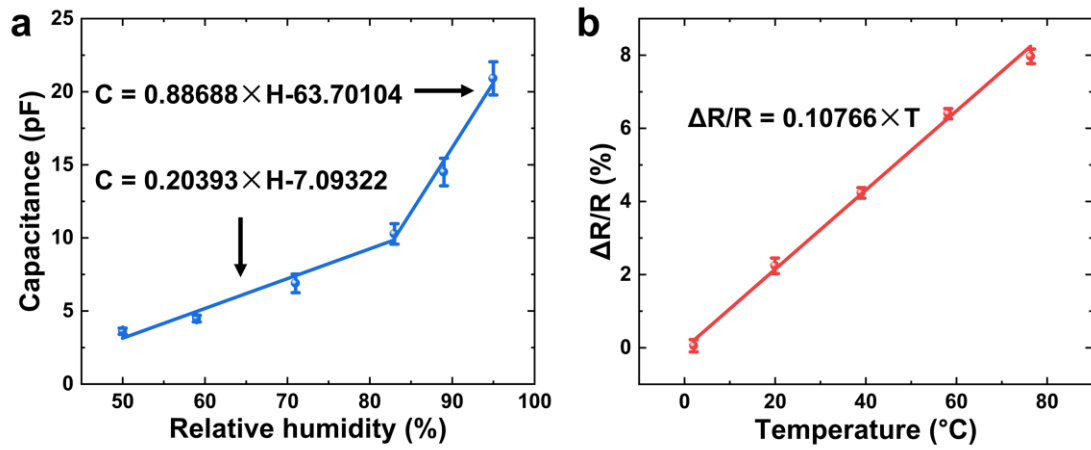 a
C = 0.88688×H-63.70104
C = 0.20393×H-7.09322
Capacitance (pF)
25
20
15
10
5
0
50 60 70 80 90 100
Relative humidity (%)
b
ΔR/R = 0.10766×T
ΔR/R (%)
8
6
4
2
0
0 20 40 60 80
Temperature (°C)